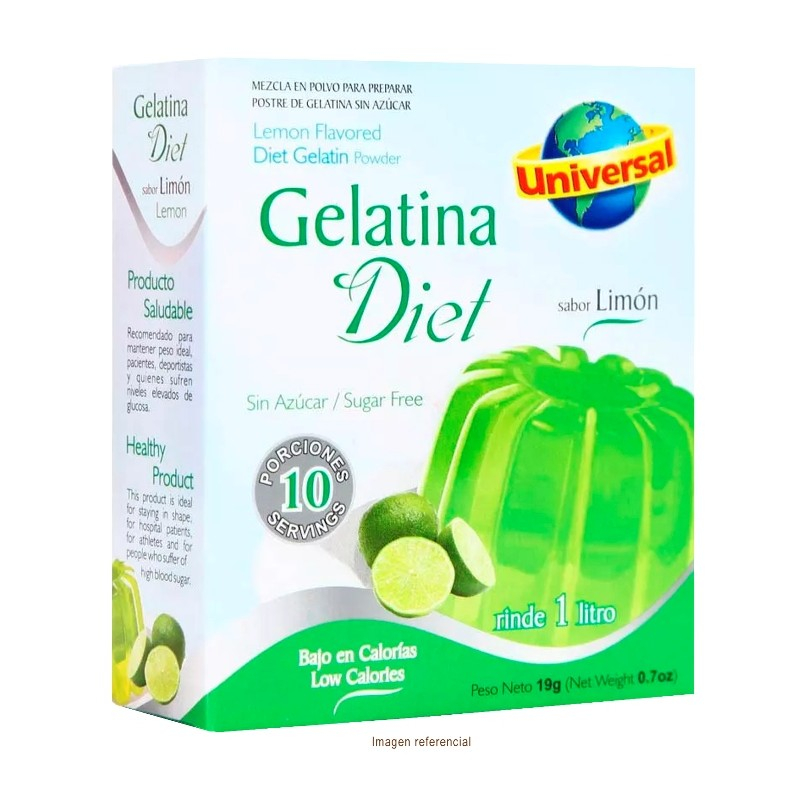 Gelatina
Diet
sabor Limón
Lemon
Producto
Saludable
Recomendado para
mantener peso ideal,
pacientes, deportistas
y quienes sufren
niveles elevados de
glucosa.
Healthy
Product
This product is ideal
for staying in shape,
for hospital patients,
for athletes and for
people who suffer of
high blood sugar.
MEZCLA EN POLVO PARA PREPARAR
POSTRE DE GELATINA SIN AZÚCAR
Lemon Flavored
Diet Gelatin Powder
Universal
Gelatina
Diet
sabor Limón
Sin Azúcar / Sugar Free
PORCIONES
10
SERVINGS
rinde 1 litro
Bajo en Calorías
Low Calories
Peso Neto 19g (Net Weight 0.7oz)
Imagen referencial